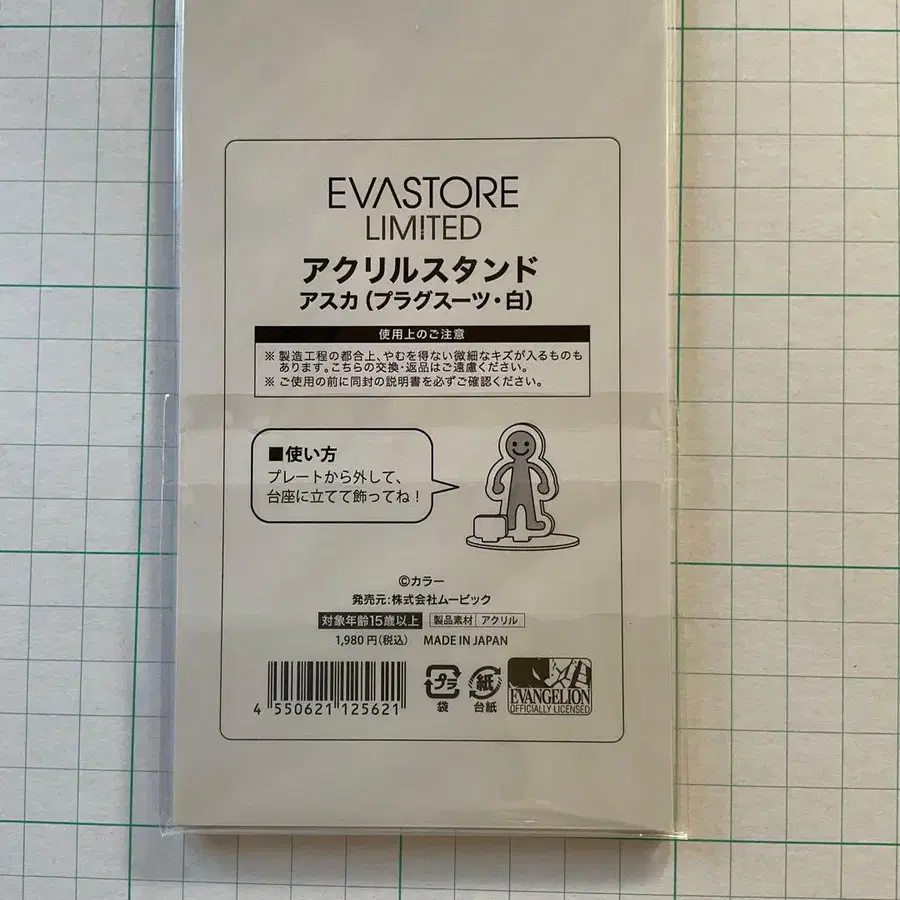 EVASTORE
LIMITED
アクリルスタンド
アスカ（プラグスーツ・白）
使用上のご注意
※ 製造工程の都合上、やむを得ない微細なキズが入るものも
あります。こちらの交換・返品はご遠慮ください。
※ ご使用の前に同封の説明書を必ずご確認ください。
■使い方
プレートから外して、
台座に立てて飾ってね！
©カラー
発売元:株式会社ムービック
対象年齢15歳以上 製品素材 アクリル
1,980円（税込） MADE IN JAPAN
4 550621 125621
プラ 紙
袋 台紙
EVANGELION
OFFICIALLY LICENSED